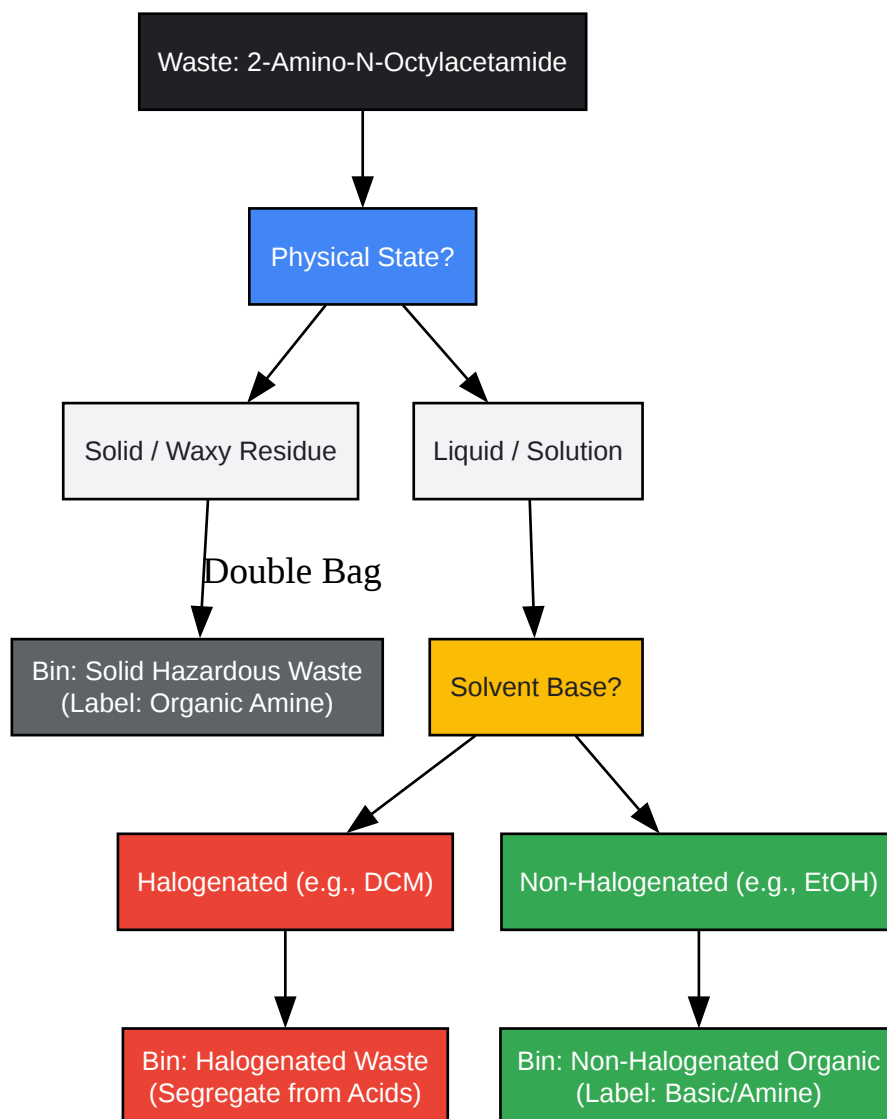 Waste: 2-Amino-N-Octylacetamide
Physical State?
Solid / Waxy Residue
Liquid / Solution
Double Bag
Bin: Solid Hazardous Waste
(Label: Organic Amine)
Solvent Base?
Halogenated (e.g., DCM)
Non-Halogenated (e.g., EtOH)
Bin: Halogenated Waste
(Segregate from Acids)
Bin: Non-Halogenated Organic
(Label: Basic/Amine)